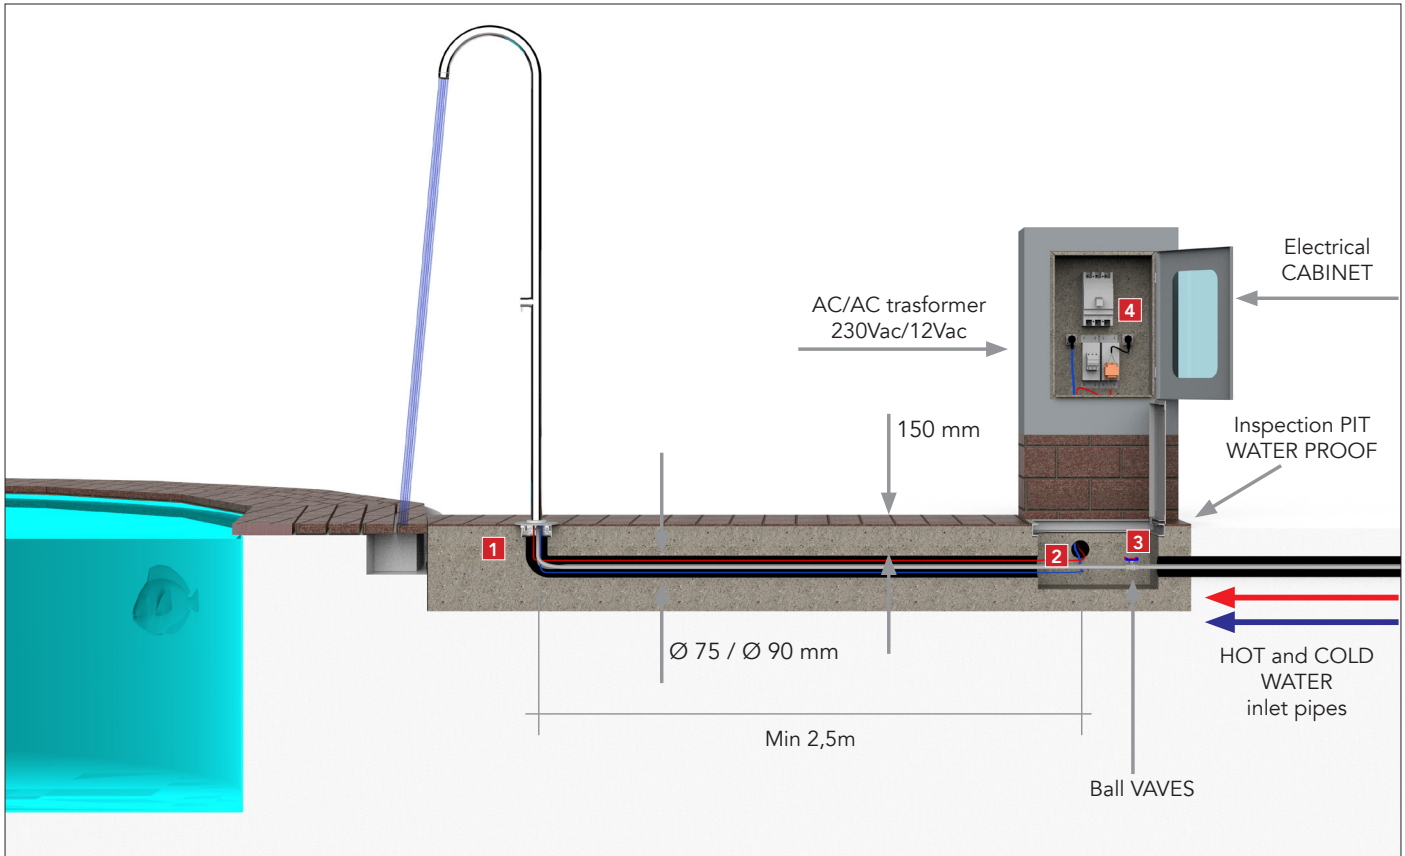 Electrical
CABINET
AC/AC trasformer
230Vac/12Vac
4
150 mm
Inspection PIT
WATER PROOF
1
2
3
Ø 75 / Ø 90 mm
HOT and COLD
WATER
inlet pipes
Min 2,5m
Ball VAVES